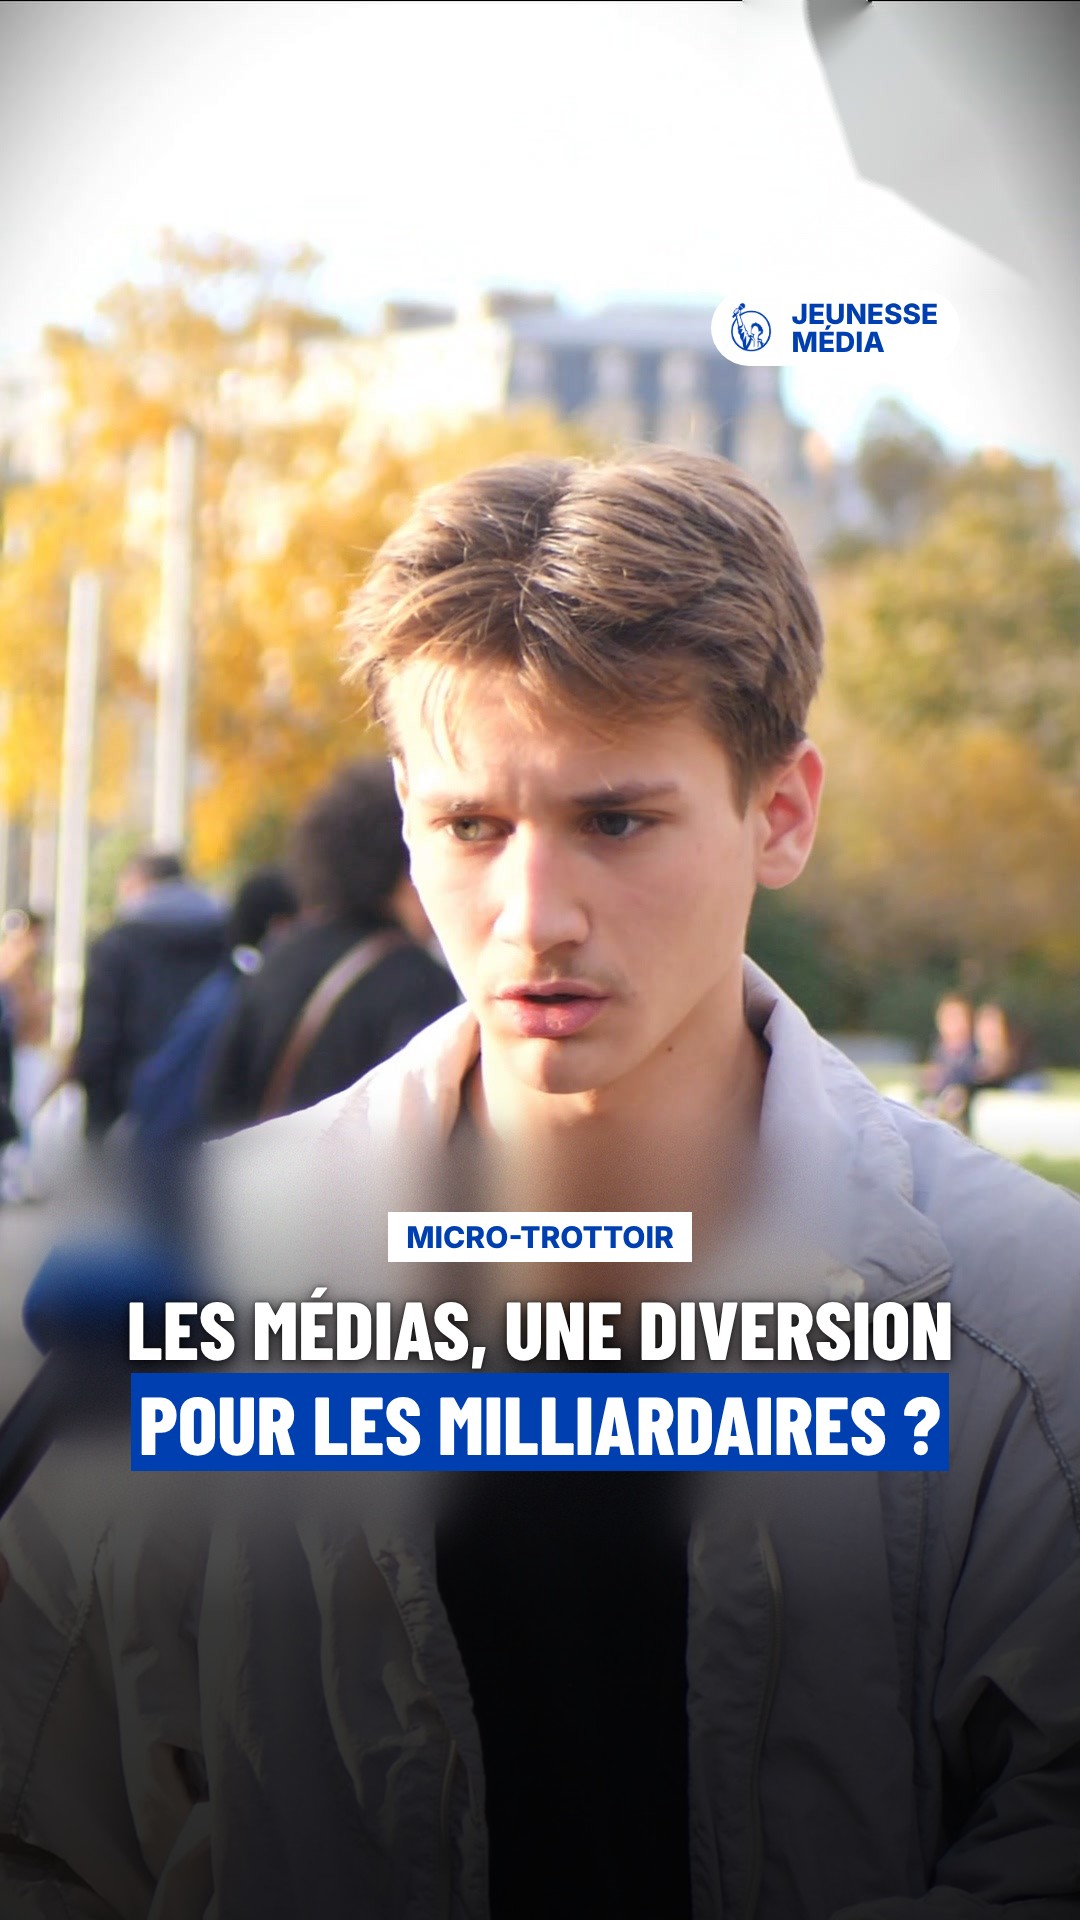 JEUNESSE
MÉDIA
MICRO-TROTTOIR
LES MÉDIAS, UNE DIVERSION
POUR LES MILLIARDAIRES ?